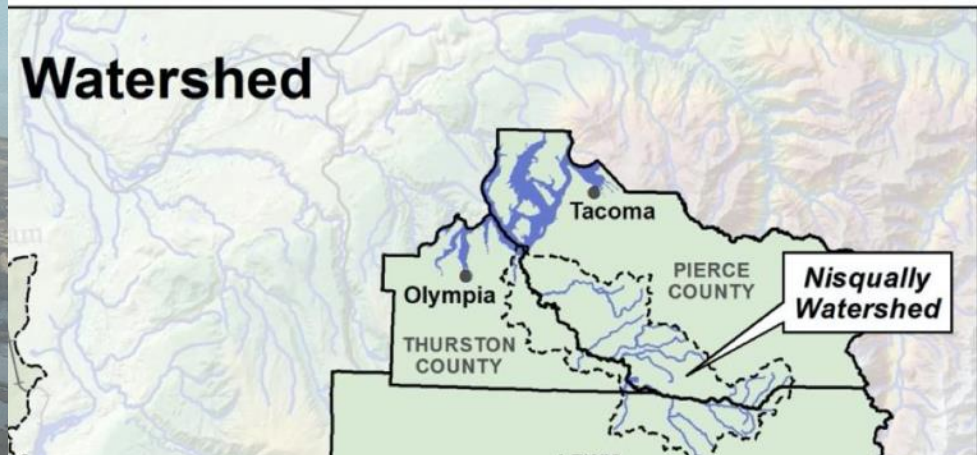 Watershed
Tacoma
PIERCE
COUNTY
Nisqually
Watershed
Olympia
THURSTON
COUNTY